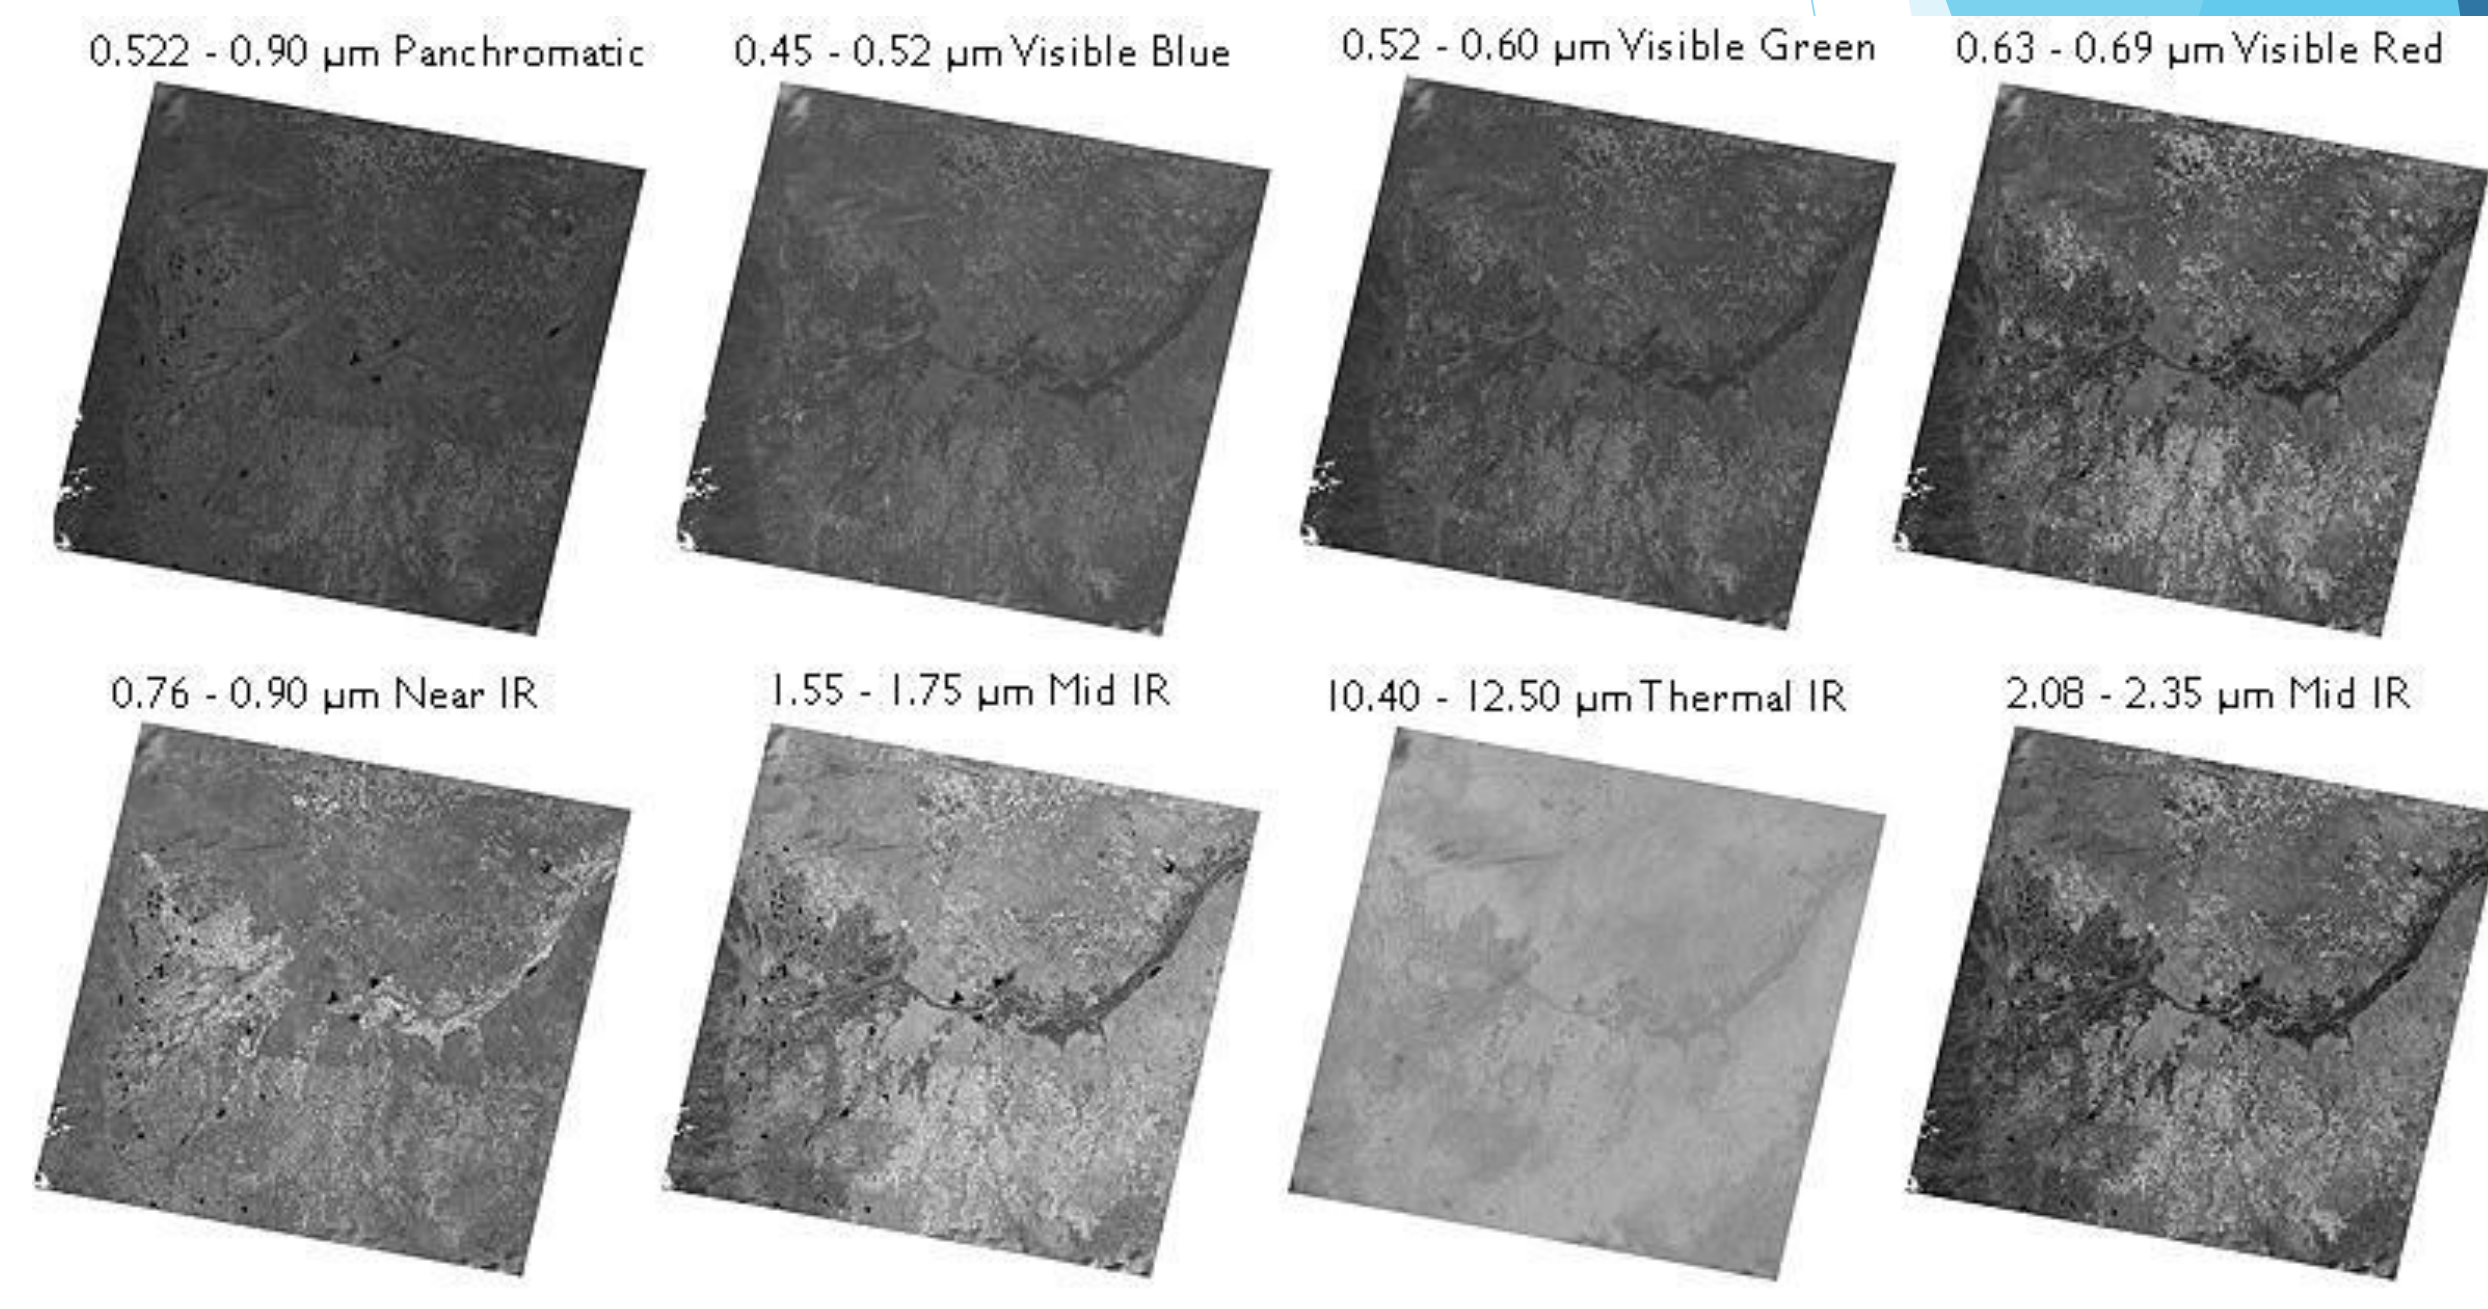 0.522 - 0.90 µm Panchromatic
0.45 - 0.52 µm Visible Blue
0.52 - 0.60 µm Visible Green
0.63 - 0.69 µm Visible Red
0.76 - 0.90 µm Near IR
1.55 - 1.75 µm Mid IR
10.40 - 12.50 µm Thermal IR
2.08 - 2.35 µm Mid IR